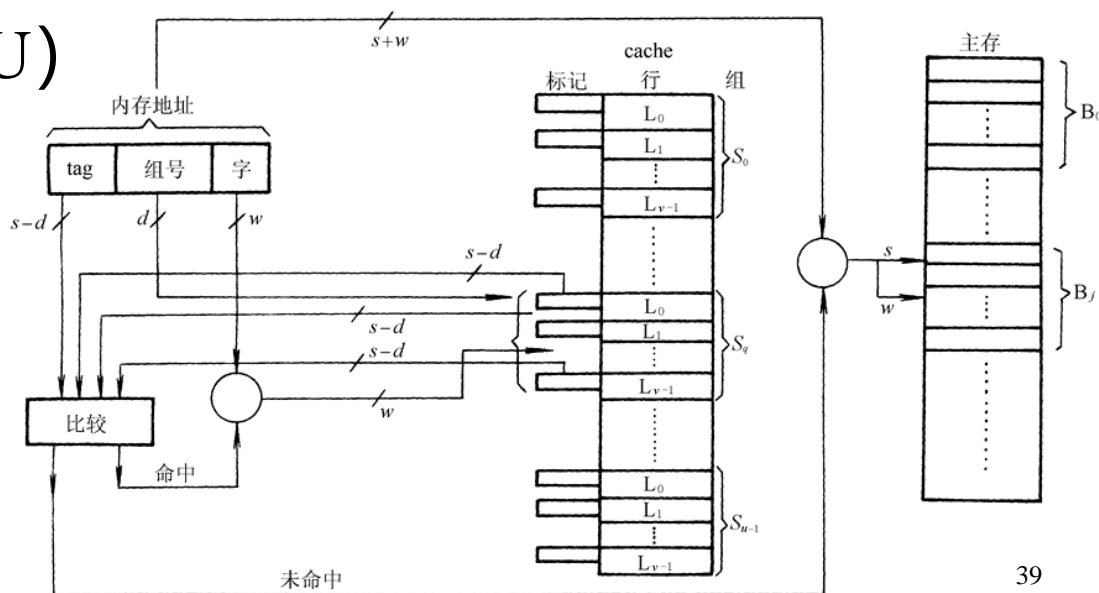 U)
s+w
内存地址
tag 组号 字
s-d d w
cache
标记 行 组
L₀
L₁
Lᵥ₋₁
S₀
s-d
s-d
s-d
L₀
L₁
Lᵥ₋₁
S_q
比较
w
命中
L₀
L₁
Lᵥ₋₁
Sᵤ₋₁
未命中
主存
B₀
s
w
Bⱼ
39